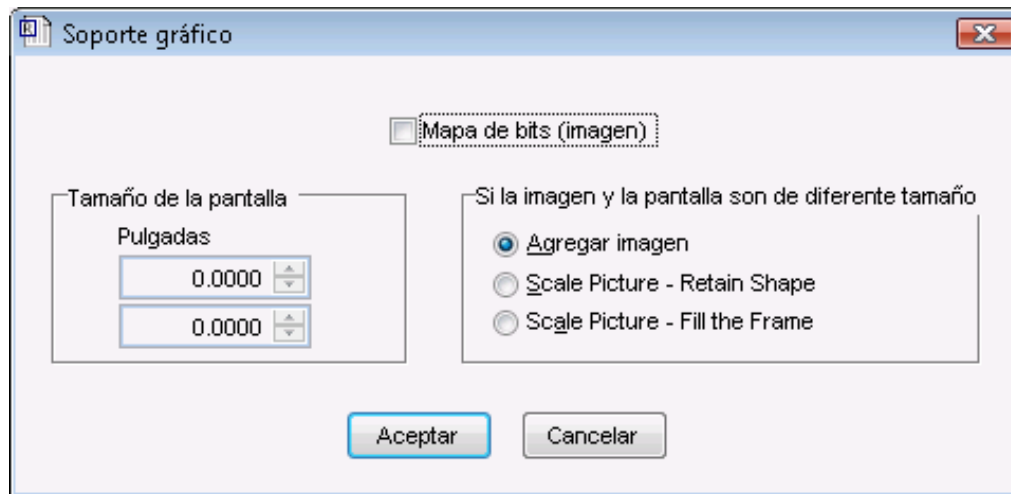 Soporte gráfico
Mapa de bits (imagen)
Tamaño de la pantalla
Pulgadas
0.0000
0.0000
Si la imagen y la pantalla son de diferente tamaño
Agregar imagen
Scale Picture - Retain Shape
Scale Picture - Fill the Frame
Aceptar
Cancelar